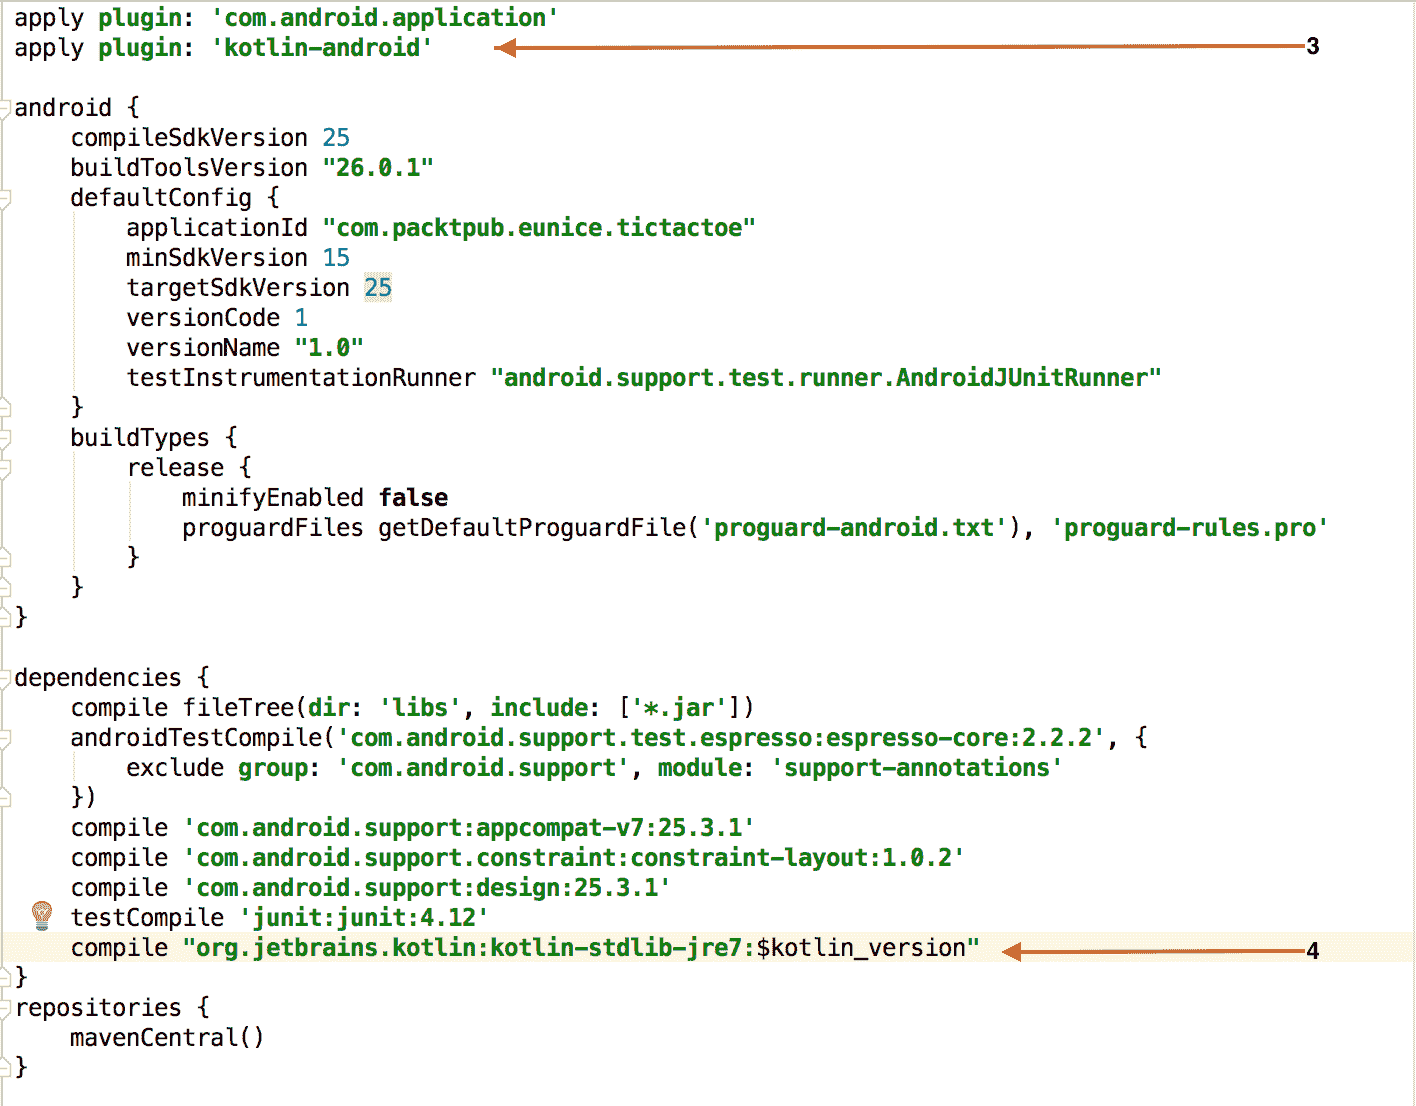 apply plugin: 'com.android.application'
apply plugin: 'kotlin-android' 3
android {
compileSdkVersion 25
buildToolsVersion "26.0.1"
defaultConfig {
applicationId "com.packtpub.eunice.tictactoe"
minSdkVersion 15
targetSdkVersion 25
versionCode 1
versionName "1.0"
testInstrumentationRunner "android.support.test.runner.AndroidJUnitRunner"
}
buildTypes {
release {
minifyEnabled false
proguardFiles getDefaultProguardFile('proguard-android.txt'), 'proguard-rules.pro'
}
}
}
dependencies {
compile fileTree(dir: 'libs', include: ['*.jar'])
androidTestCompile('com.android.support.test.espresso:espresso-core:2.2.2', {
exclude group: 'com.android.support', module: 'support-annotations'
})
compile 'com.android.support:appcompat-v7:25.3.1'
compile 'com.android.support.constraint:constraint-layout:1.0.2'
compile 'com.android.support:design:25.3.1'
testCompile 'junit:junit:4.12'
compile "org.jetbrains.kotlin:kotlin-stdlib-jre7:$kotlin_version" 4
}
repositories {
mavenCentral()
}